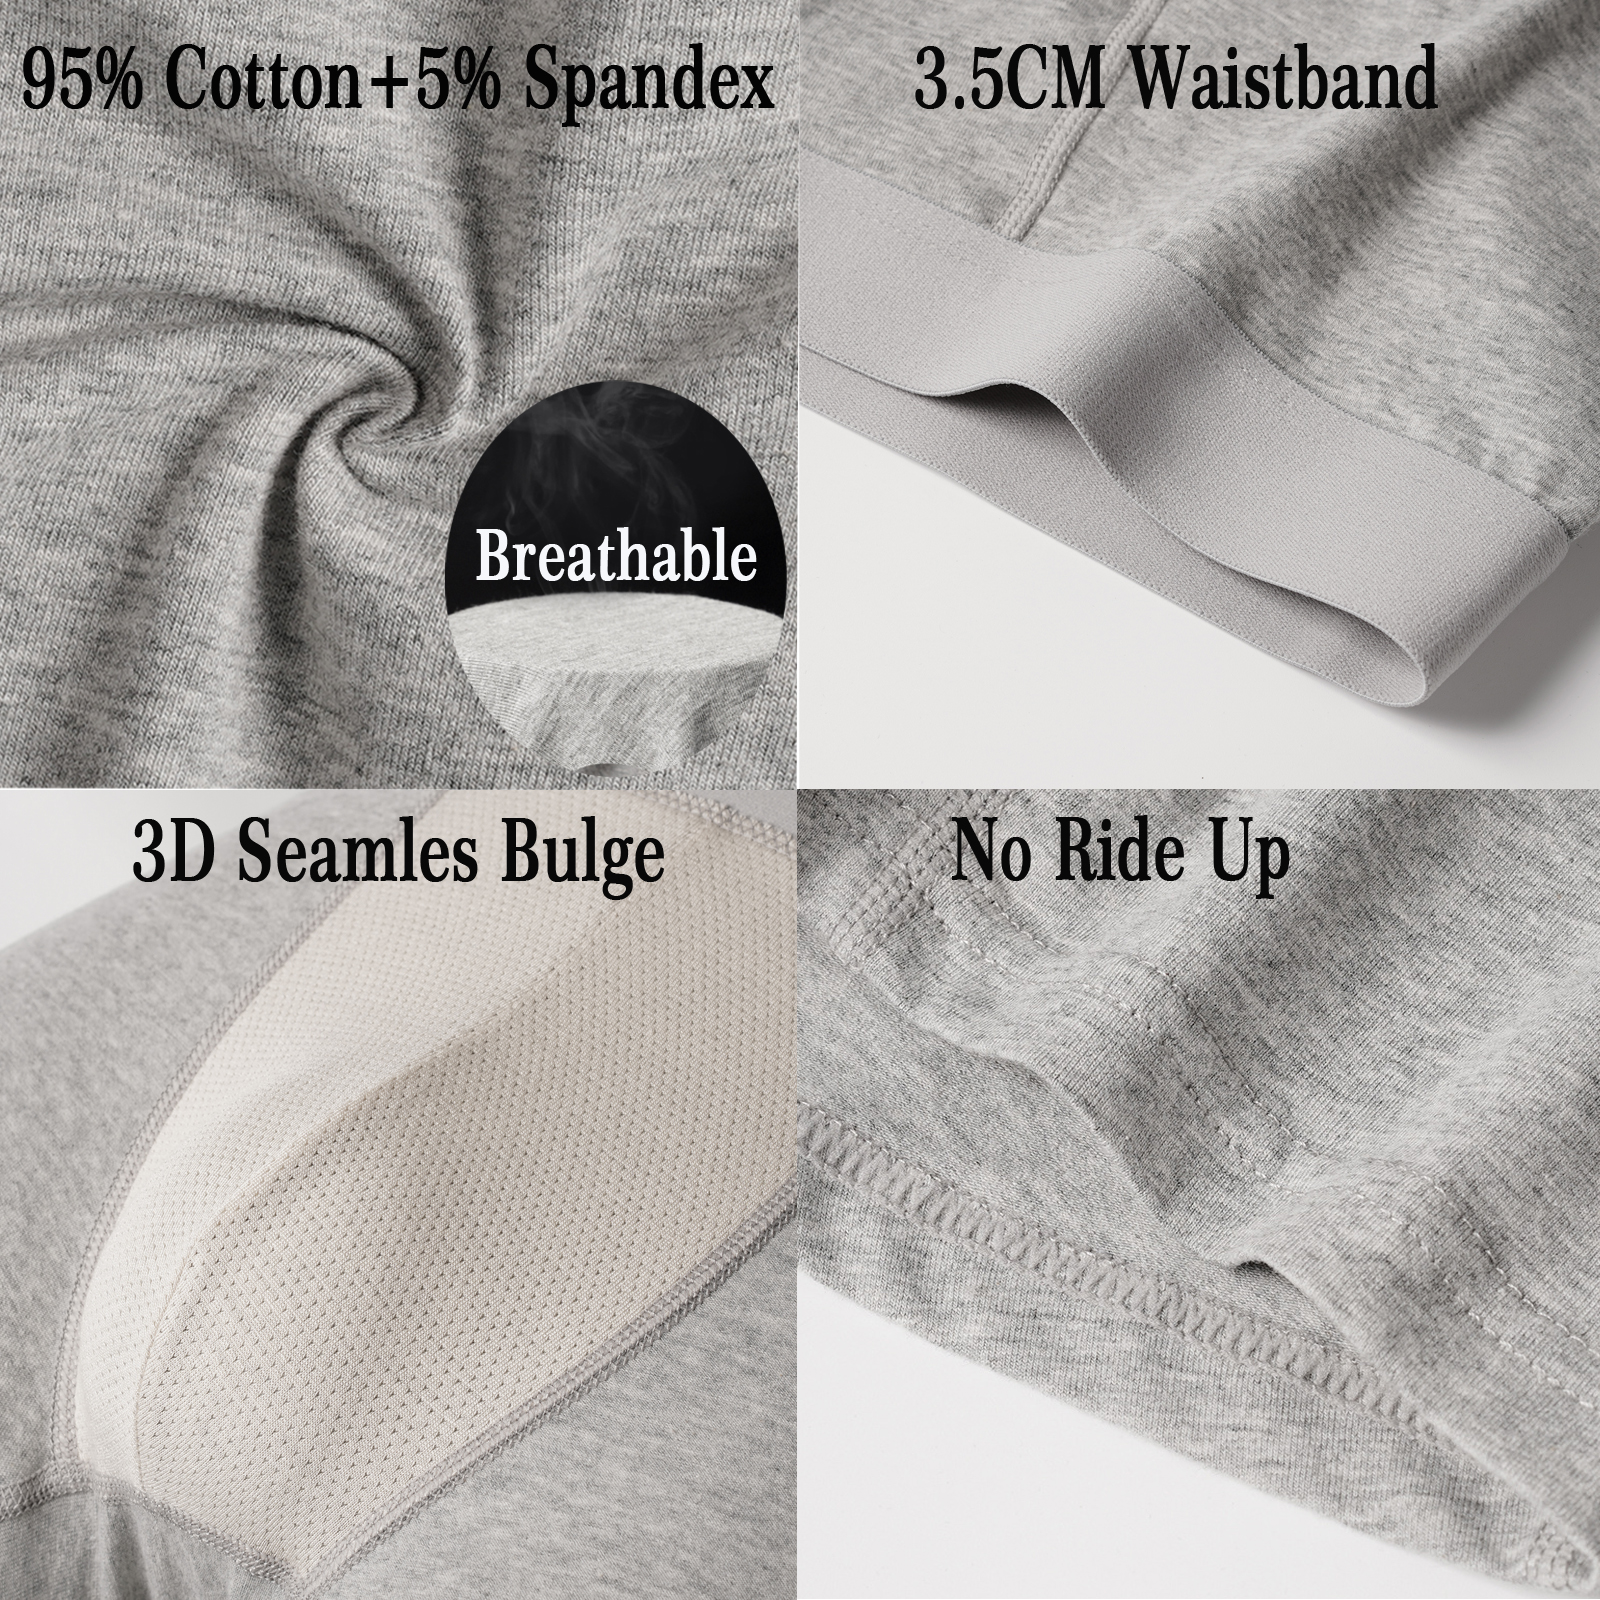 95% Cotton+5% Spandex
3.5CM Waistband
Breathable
3D Seamles Bulge
No Ride Up